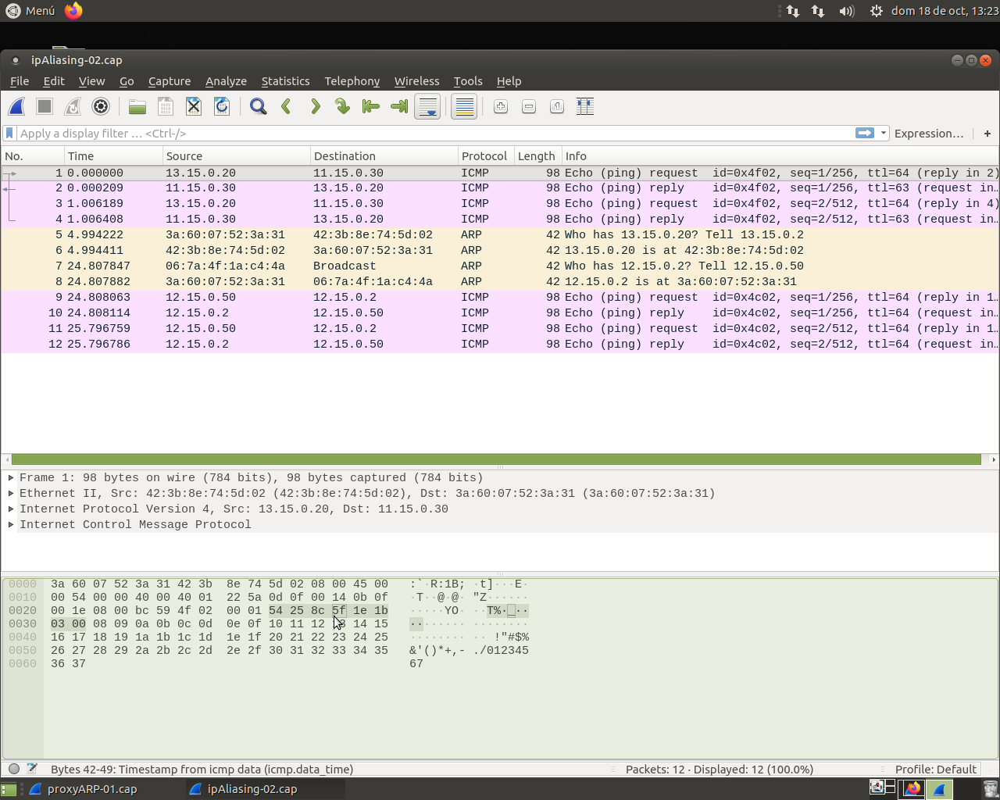 Menú
dom 18 de oct, 13:23
ipAliasing-02.cap
File Edit View Go Capture Analyze Statistics Telephony Wireless Tools Help
Apply a display filter … <Ctrl-/>
Expression… +
No. Time Source Destination Protocol Length Info
1 0.000000 13.15.0.20 11.15.0.30 ICMP 98 Echo (ping) request id=0x4f02, seq=1/256, ttl=64 (reply in 2)
2 0.000209 11.15.0.30 13.15.0.20 ICMP 98 Echo (ping) reply id=0x4f02, seq=1/256, ttl=63 (request in…
3 1.006189 13.15.0.20 11.15.0.30 ICMP 98 Echo (ping) request id=0x4f02, seq=2/512, ttl=64 (reply in 4)
4 1.006408 11.15.0.30 13.15.0.20 ICMP 98 Echo (ping) reply id=0x4f02, seq=2/512, ttl=63 (request in…
5 4.994222 3a:60:07:52:3a:31 42:3b:8e:74:5d:02 ARP 42 Who has 13.15.0.20? Tell 13.15.0.2
6 4.994411 42:3b:8e:74:5d:02 3a:60:07:52:3a:31 ARP 42 13.15.0.20 is at 42:3b:8e:74:5d:02
7 24.807847 06:7a:4f:1a:c4:4a Broadcast ARP 42 Who has 12.15.0.2? Tell 12.15.0.50
8 24.807882 3a:60:07:52:3a:31 06:7a:4f:1a:c4:4a ARP 42 12.15.0.2 is at 3a:60:07:52:3a:31
9 24.808063 12.15.0.50 12.15.0.2 ICMP 98 Echo (ping) request id=0x4c02, seq=1/256, ttl=64 (reply in 1…
10 24.808114 12.15.0.2 12.15.0.50 ICMP 98 Echo (ping) reply id=0x4c02, seq=1/256, ttl=64 (request in…
11 25.796759 12.15.0.50 12.15.0.2 ICMP 98 Echo (ping) request id=0x4c02, seq=2/512, ttl=64 (reply in 1…
12 25.796786 12.15.0.2 12.15.0.50 ICMP 98 Echo (ping) reply id=0x4c02, seq=2/512, ttl=64 (request in…
Frame 1: 98 bytes on wire (784 bits), 98 bytes captured (784 bits)
Ethernet II, Src: 42:3b:8e:74:5d:02 (42:3b:8e:74:5d:02), Dst: 3a:60:07:52:3a:31 (3a:60:07:52:3a:31)
Internet Protocol Version 4, Src: 13.15.0.20, Dst: 11.15.0.30
Internet Control Message Protocol
0000 3a 60 07 52 3a 31 42 3b 8e 74 5d 02 08 00 45 00 :`·R:1B; ·t]···E·
0010 00 54 00 00 40 00 40 01 22 5a 0d 0f 00 14 0b 0f ·T··@·@· "Z······
0020 00 1e 08 00 bc 59 4f 02 00 01 54 25 8c 5f 1e 1b ·····YO· ··T%·_··
0030 03 00 08 09 0a 0b 0c 0d 0e 0f 10 11 12 14 15 ········ ········
0040 16 17 18 19 1a 1b 1c 1d 1e 1f 20 21 22 23 24 25 ········ ·· !"#$%
0050 26 27 28 29 2a 2b 2c 2d 2e 2f 30 31 32 33 34 35 &'()*+,- ./012345
0060 36 37 67
Bytes 42-49: Timestamp from icmp data (icmp.data_time)
Packets: 12 · Displayed: 12 (100.0%)
Profile: Default
proxyARP-01.cap
ipAliasing-02.cap